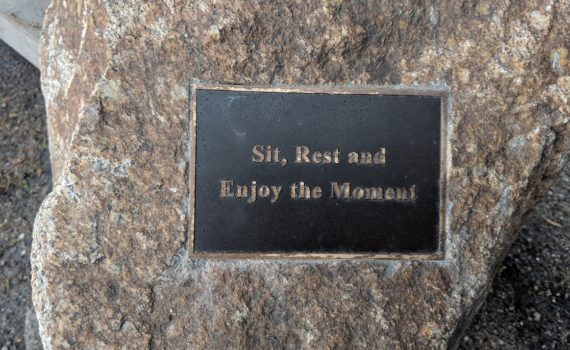 Sit, Rest and
Enjoy the Moment